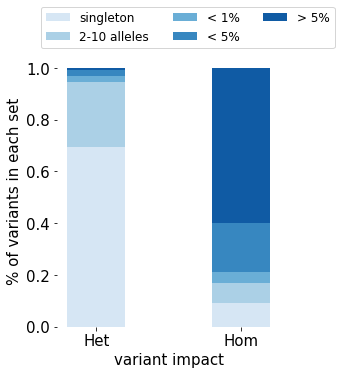 singleton
2-10 alleles
< 1%
< 5%
> 5%
% of variants in each set
1.0
0.8
0.6
0.4
0.2
0.0
Het
Hom
variant impact